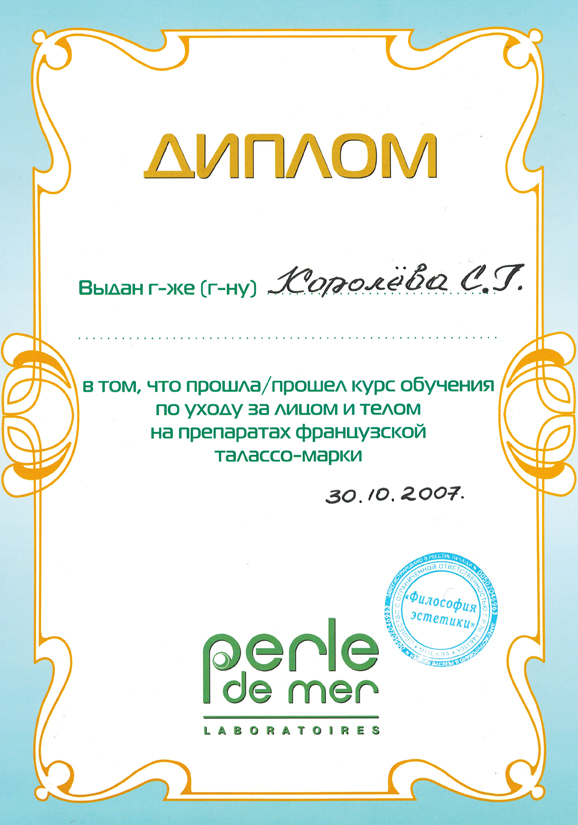 ДИПЛОМ
Выдан г-же (г-ну) Королёва С.Г.
в том, что прошла/прошел курс обучения
по уходу за лицом и телом
на препаратах французской
талассо-марки
30.10.2007.
«Философия
эстетики»
perle
de mer
LABORATOIRES